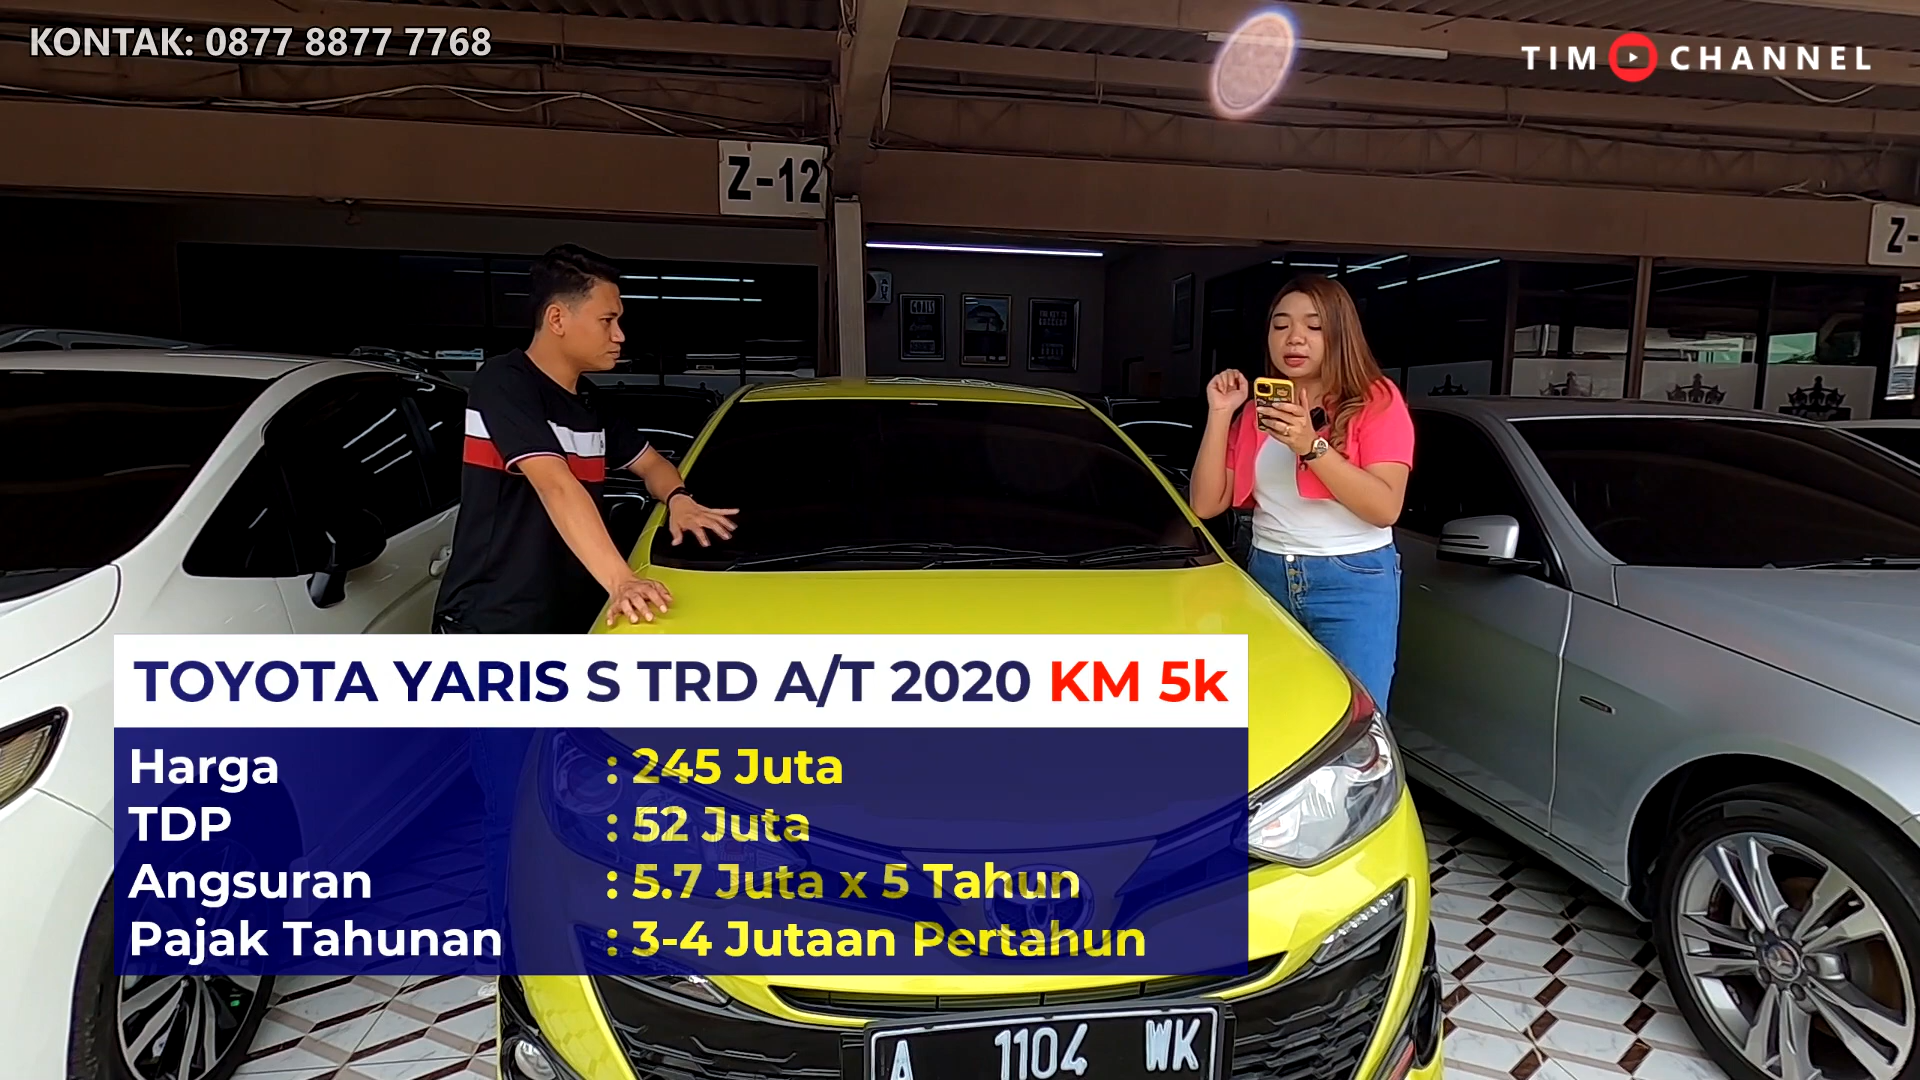 KONTAK: 0877 8877 7768
TIM CHANNEL
Z-12
Z-
GOALS
TOYOTA YARIS S TRD A/T 2020 KM 5k
Harga : 245 Juta
TDP : 52 Juta
Angsuran : 5.7 Juta x 5 Tahun
Pajak Tahunan : 3-4 Jutaan Pertahun
A 1104 WK